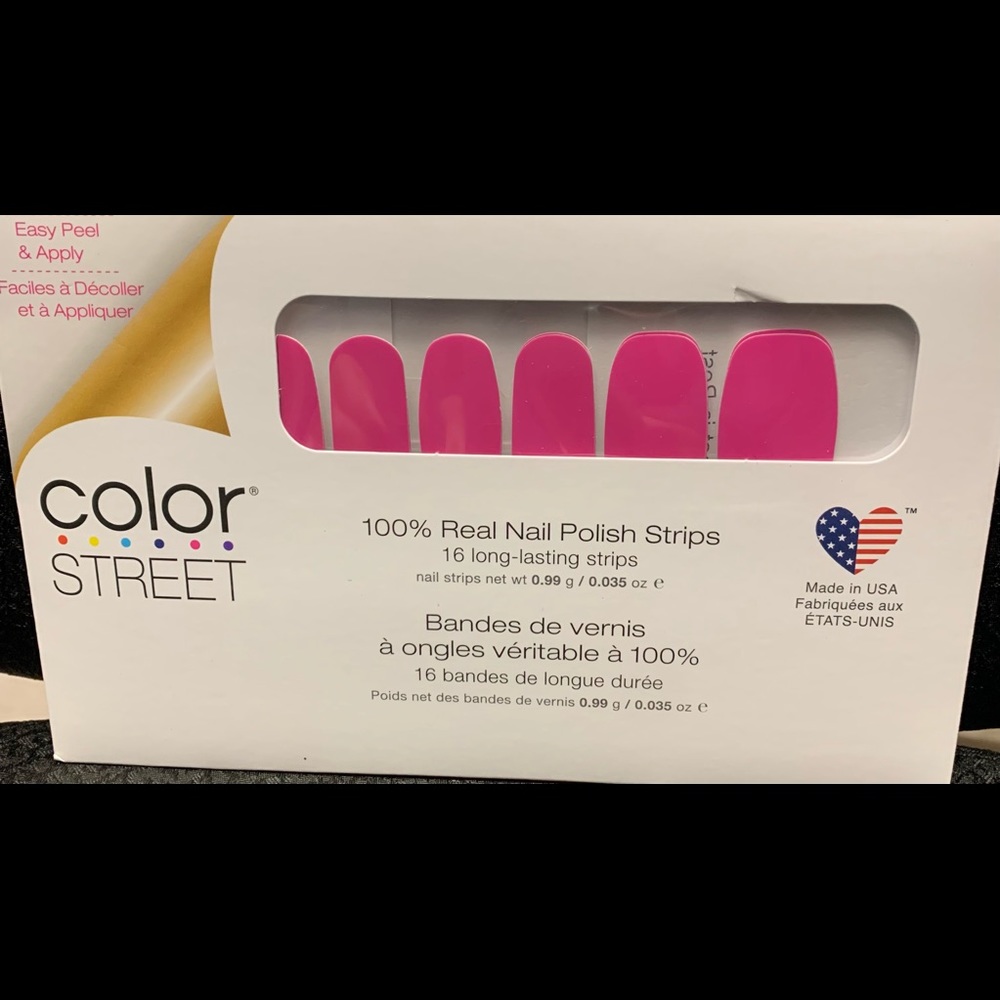 Easy Peel
& Apply
Faciles à Décoller
et à Appliquer
color®
STREET
100% Real Nail Polish Strips
16 long-lasting strips
nail strips net wt 0.99 g / 0.035 oz e
Bandes de vernis
à ongles véritable à 100%
16 bandes de longue durée
Poids net des bandes de vernis 0.99 g / 0.035 oz e
™
Made in USA
Fabriquées aux
ÉTATS-UNIS